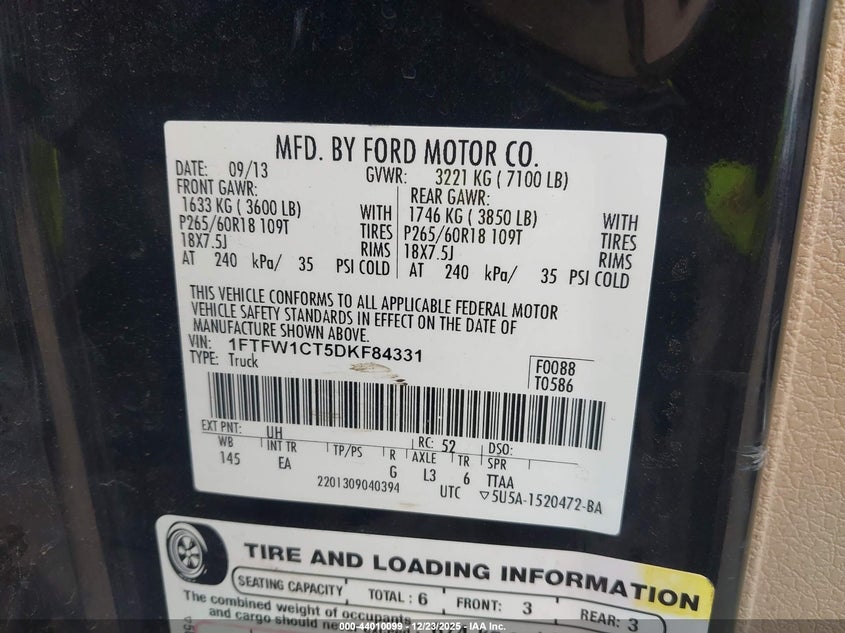 MFD. BY FORD MOTOR CO.
DATE: 09/13 GVWR: 3221 KG ( 7100 LB)
FRONT GAWR: REAR GAWR:
1633 KG ( 3600 LB) WITH 1746 KG ( 3850 LB) WITH
P265/60R18 109T TIRES P265/60R18 109T TIRES
18X7.5J RIMS 18X7.5J RIMS
AT 240 kPa/ 35 PSI COLD AT 240 kPa/ 35 PSI COLD
THIS VEHICLE CONFORMS TO ALL APPLICABLE FEDERAL MOTOR
VEHICLE SAFETY STANDARDS IN EFFECT ON THE DATE OF
MANUFACTURE SHOWN ABOVE.
VIN: 1FTFW1CT5DKF84331
TYPE: Truck
F0088
T0586
EXT PNT: UH RC: 52 DSO:
WB INT TR TP/PS R AXLE TR SPR
145 EA G L3 6 TTAA
2201309040394 UTC ▽5U5A-1520472-BA
TIRE AND LOADING INFORMATION
SEATING CAPACITY TOTAL : 6 FRONT: 3 REAR: 3
The combined weight of occupants
and cargo should ne
000-44010099 - 12/23/2025 - IAA Inc.